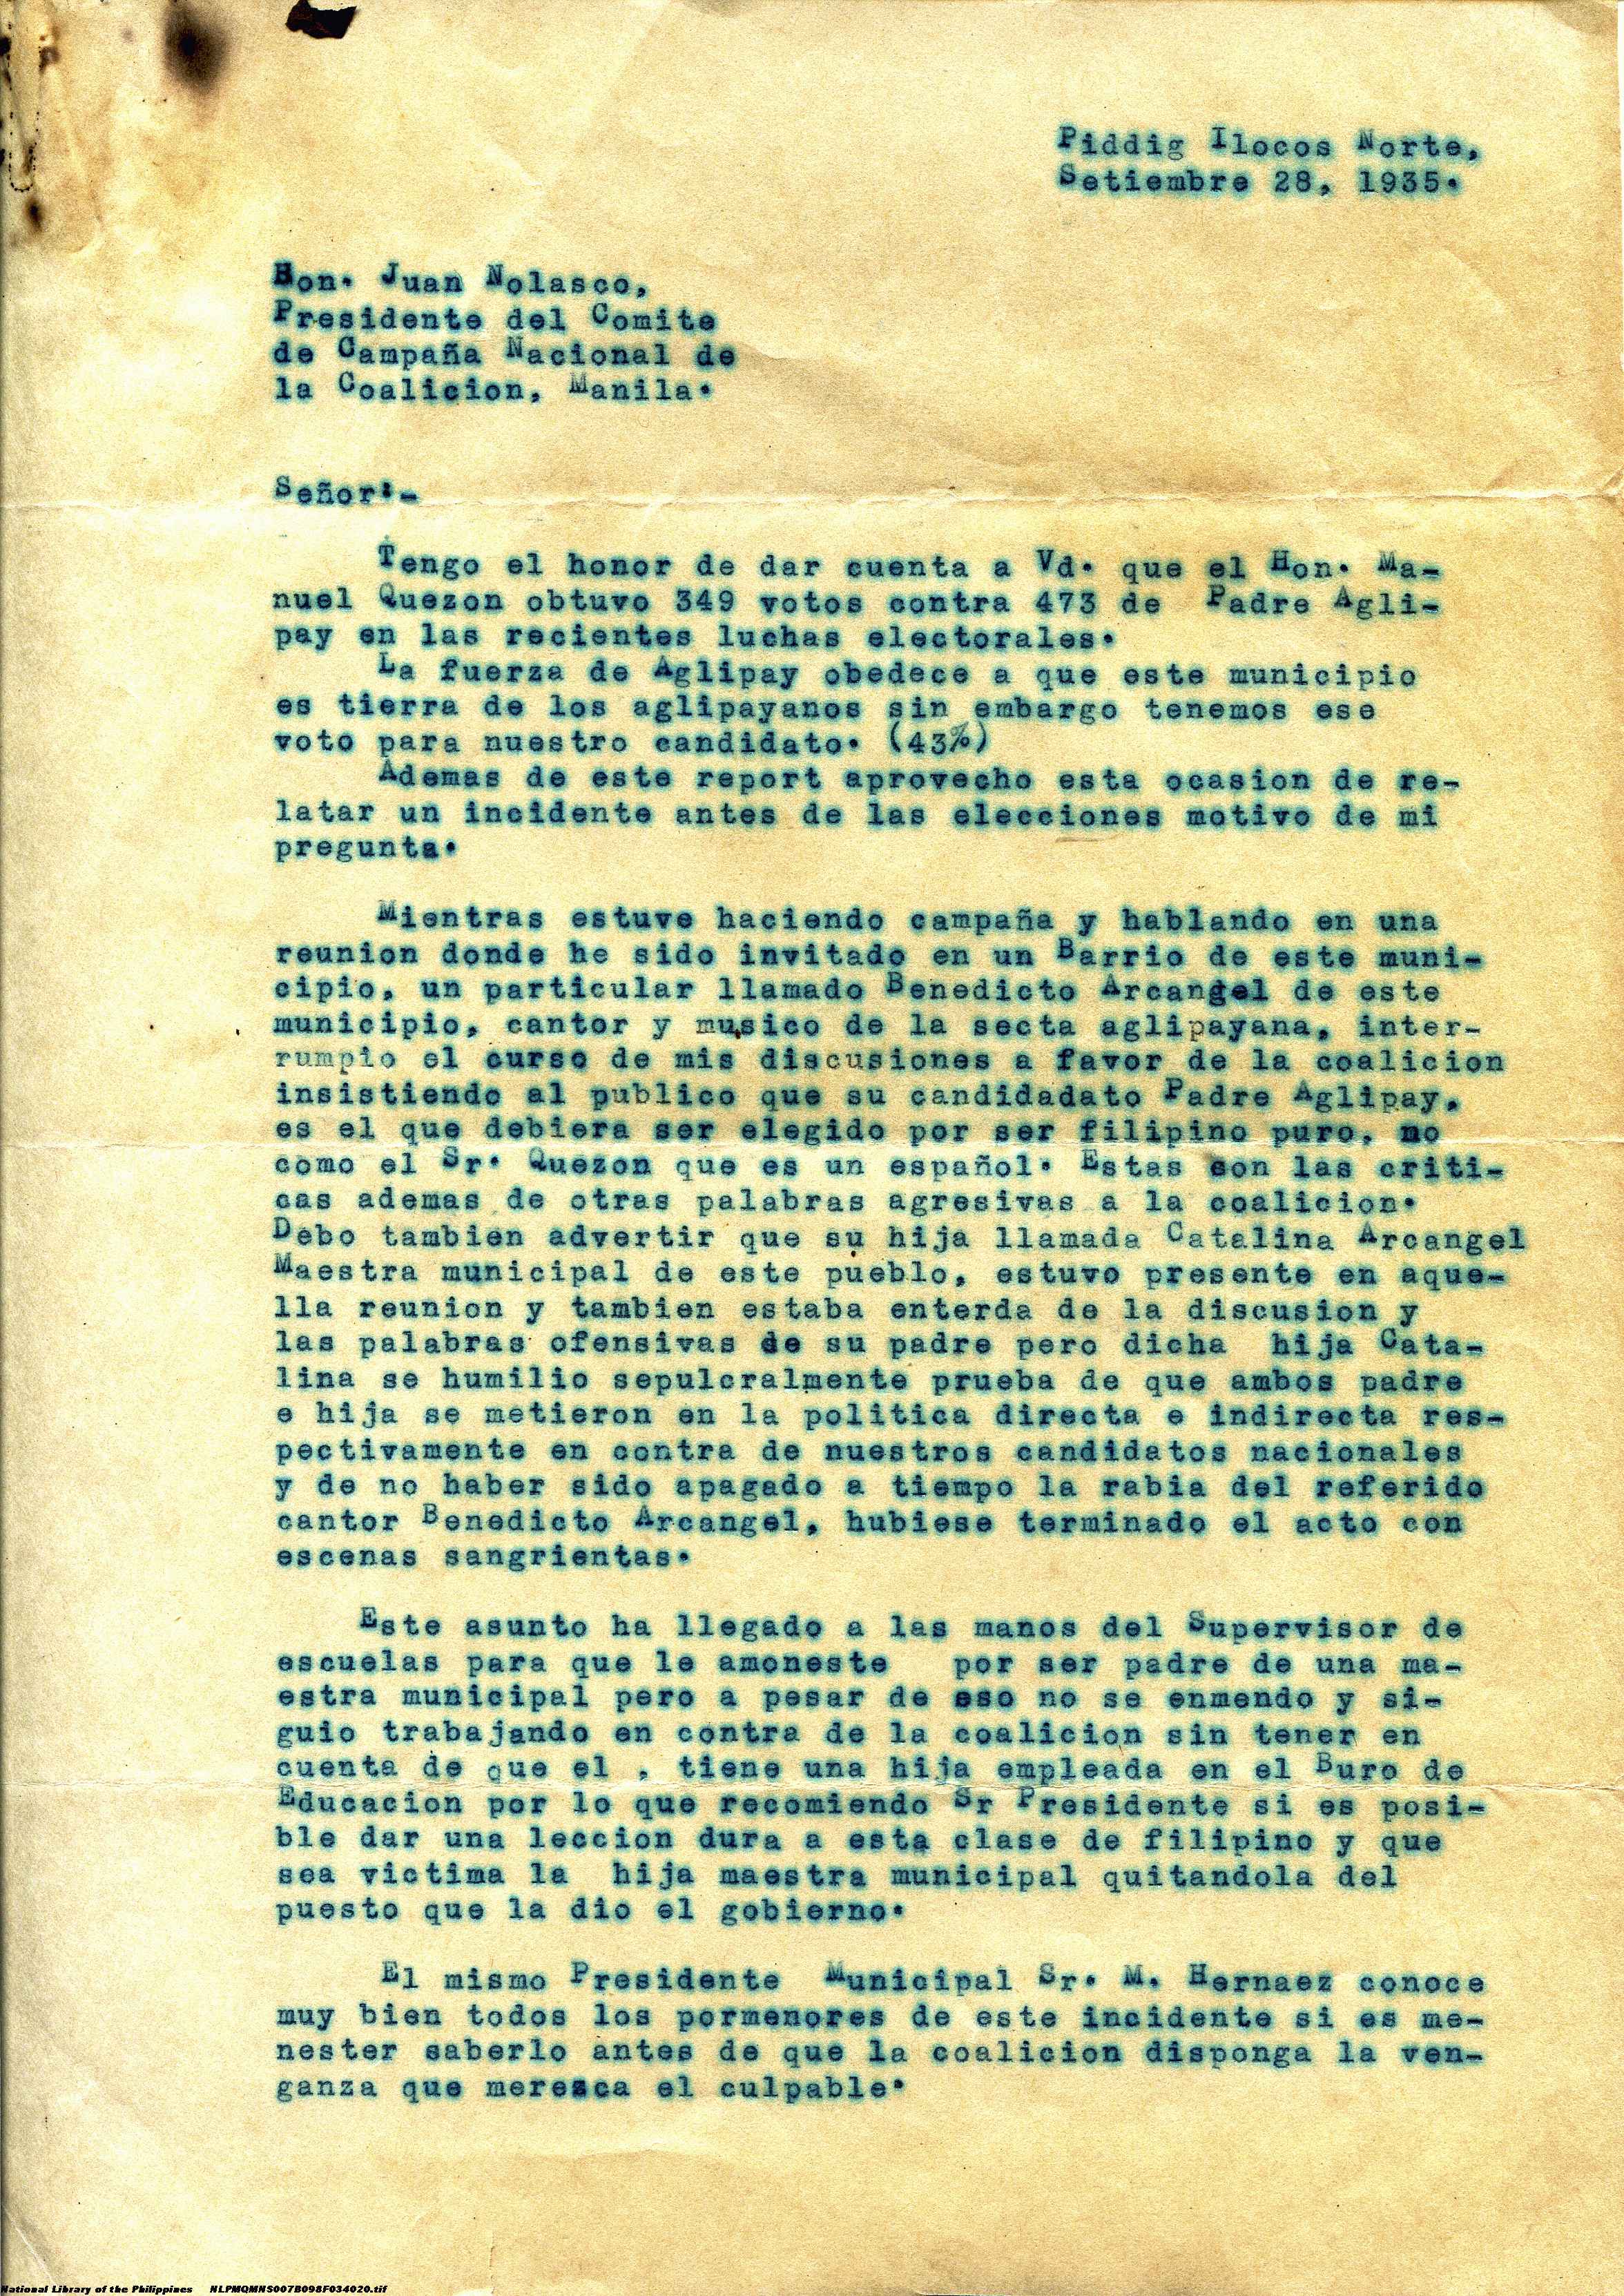 Piddig Ilocos Norte,
Setiembre 28, 1935.
Hon. Juan Nolasco,
Presidente del Comite
de Campaña Nacional de
la Coalicion, Manila.
Señor:-
Tengo el honor de dar cuenta a Vd. que el Hon. Ma-
nuel Quezon obtuvo 349 votos contra 473 de Padre Agli-
pay en las recientes luchas electorales.
La fuerza de Aglipay obedece a que este municipio
es tierra de los aglipayanos sin embargo tenemos ese
voto para nuestro candidato. (43%)
Ademas de este report aprovecho esta ocasion de re-
latar un incidente antes de las elecciones motivo de mi
pregunta.
Mientras estuve haciendo campaña y hablando en una
reunion donde he sido invitado en un Barrio de este muni-
cipio, un particular llamado Benedicto Arcangel de este
municipio, cantor y musico de la secta aglipayana, inter-
rumpio el curso de mis discusiones a favor de la coalicion
insistiendo al publico que su candidadato Padre Aglipay,
es el que debiera ser elegido por ser filipino puro, no
como el Sr. Quezon que es un español. Estas son las criti-
cas ademas de otras palabras agresivas a la coalicion.
Debo tambien advertir que su hija llamada Catalina Arcangel
Maestra municipal de este pueblo, estuvo presente en aque-
lla reunion y tambien estaba enterda de la discusion y
las palabras ofensivas de su padre pero dicha hija Cata-
lina se humilio sepulcralmente prueba de que ambos padre
e hija se metieron en la politica directa e indirecta res-
pectivamente en contra de nuestros candidatos nacionales
y de no haber sido apagado a tiempo la rabia del referido
cantor Benedicto Arcangel, hubiese terminado el acto con
escenas sangrientas.
Este asunto ha llegado a las manos del Supervisor de
escuelas para que le amoneste por ser padre de una ma-
estra municipal pero a pesar de eso no se enmendo y si-
guio trabajando en contra de la coalicion sin tener en
cuenta de que el , tiene una hija empleada en el Buro de
Educacion por lo que recomiendo Sr Presidente si es posi-
ble dar una leccion dura a esta clase de filipino y que
sea victima la hija maestra municipal quitandola del
puesto que la dio el gobierno.
El mismo Presidente Municipal Sr. M. Hernaez conoce
muy bien todos los pormenores de este incidente si es me-
nester saberlo antes de que la coalicion disponga la ven-
ganza que meresca el culpable.
National Library of the Philippines NLPMQMNS007B098F034020.tif